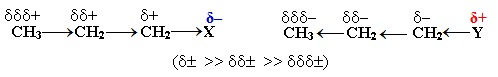 δδδ+ δδ+ δ+ δ– δδδ– δδ– δ– δ+
CH₃→CH₂→CH₂→X CH₃←CH₂←CH₂←Y
(δ± >> δδ± >> δδδ±)